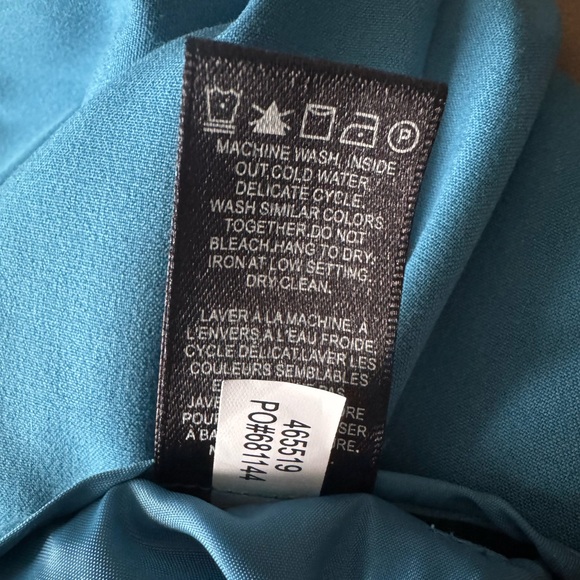 P
MACHINE WASH, INSIDE
OUT.COLD WATER
DELICATE CYCLE.
WASH SIMILAR COLORS
TOGETHER.DO NOT
BLEACH.HANG TO DRY.
IRON AT LOW SETTING.
DRY CLEAN.
LAVER A LA MACHINE, A
L'ENVERS A L'EAU FROIDE,
CYCLE DELICAT.LAVER LES
COULEURS SEMBLABLES
465519
PO#681144